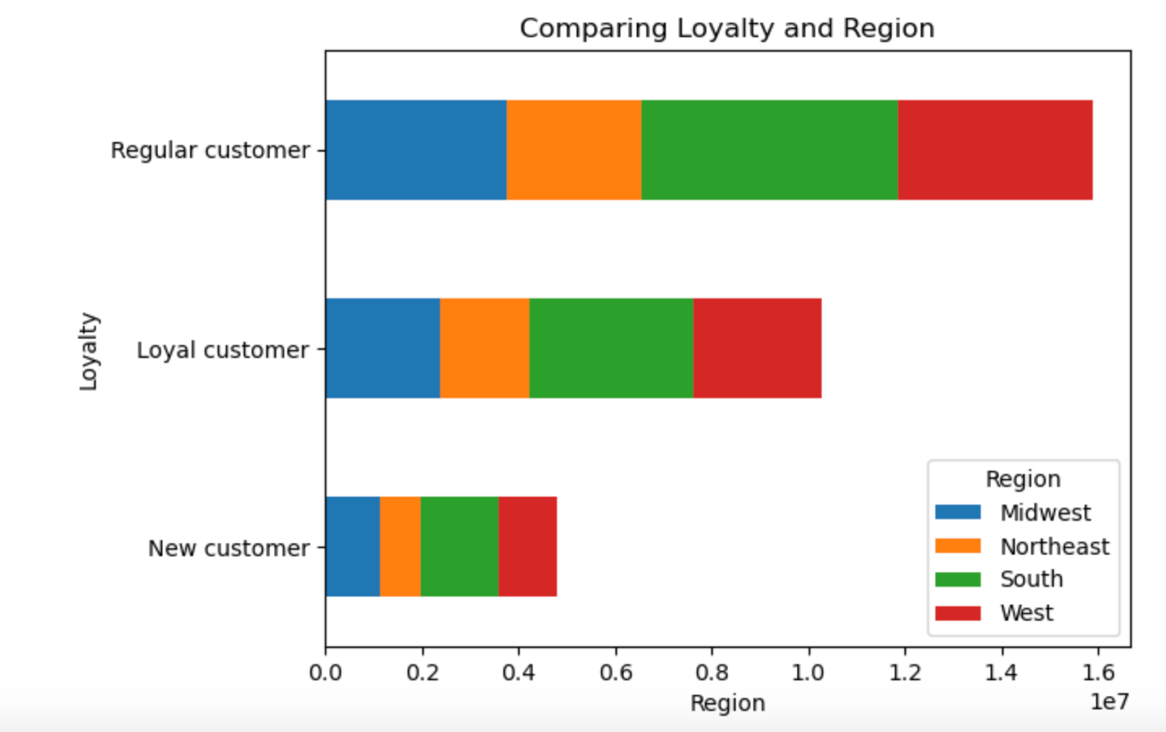 Comparing Loyalty and Region
Regular customer
Loyalty
Loyal customer
New customer
Region
Midwest
Northeast
South
West
0.0 0.2 0.4 0.6 0.8 1.0 1.2 1.4 1.6
Region
1e7